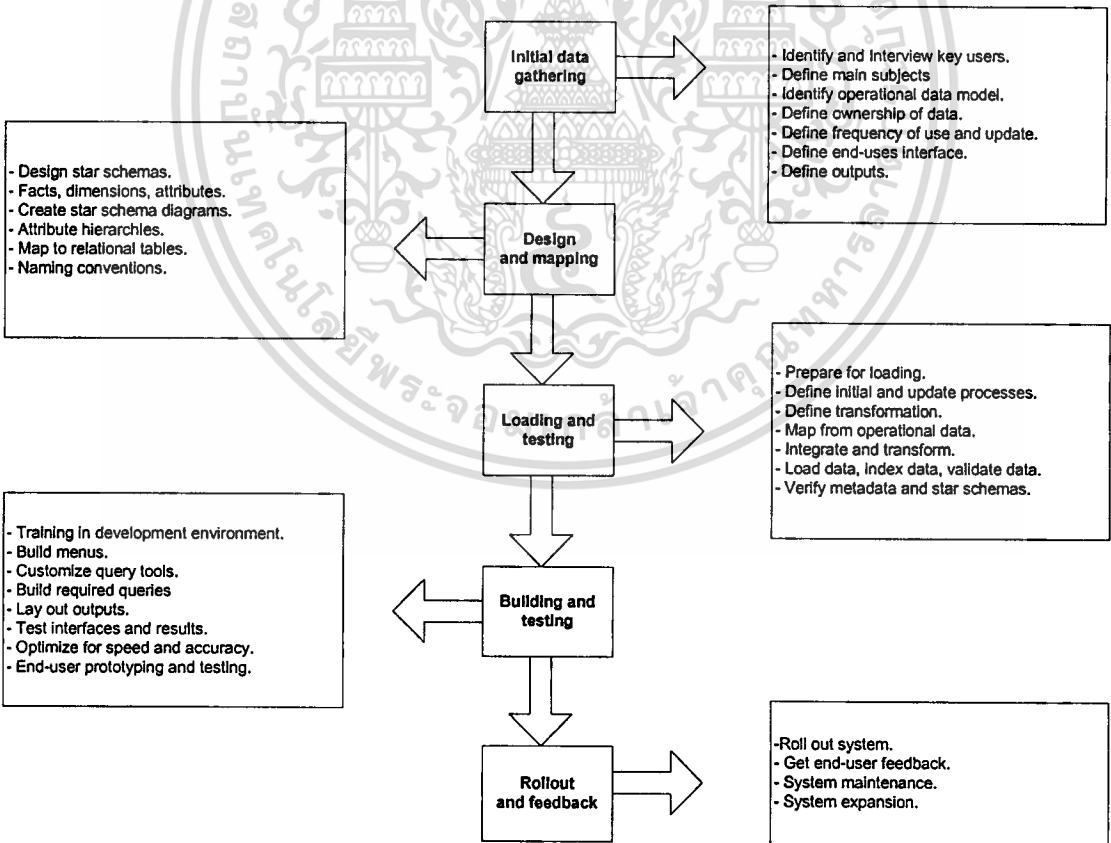 Initial data
gathering
- Identify and Interview key users.
- Define main subjects
- Identify operational data model.
- Define ownership of data.
- Define frequency of use and update.
- Define end-uses interface.
- Define outputs.
- Design star schemas.
- Facts, dimensions, attributes.
- Create star schema diagrams.
- Attribute hierarchies.
- Map to relational tables.
- Naming conventions.
Design
and mapping
Loading and
testing
- Prepare for loading.
- Define initial and update processes.
- Define transformation.
- Map from operational data.
- Integrate and transform.
- Load data, index data, validate data.
- Verify metadata and star schemas.
- Training in development environment.
- Build menus.
- Customize query tools.
- Build required queries
- Lay out outputs.
- Test interfaces and results.
- Optimize for speed and accuracy.
- End-user prototyping and testing.
Building and
testing
Rollout
and feedback
-Roll out system.
- Get end-user feedback.
- System maintenance.
- System expansion.